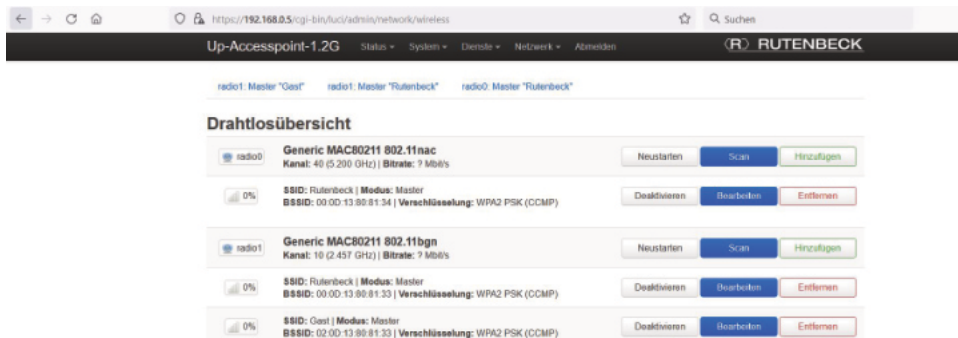 https://192.168.0.5/cgi-bin/luci/admin/network/wireless Suchen
Up-Accesspoint-1.2G Status System Dienste Netzwerk Abmelden (R) RUTENBECK
radio1: Master "Gast" radio1: Master "Rutenbeck" radio0: Master "Rutenbeck"
Drahtlosübersicht
radio0 Generic MAC80211 802.11nac Neustarten Scan Hinzufügen
Kanal: 40 (5.200 GHz) | Bitrate: ? Mbit/s
0% SSID: Rutenbeck | Modus: Master Deaktivieren Bearbeiten Entfernen
BSSID: 00:0D:13:80:81:34 | Verschlüsselung: WPA2 PSK (CCMP)
radio1 Generic MAC80211 802.11bgn Neustarten Scan Hinzufügen
Kanal: 10 (2.457 GHz) | Bitrate: ? Mbit/s
0% SSID: Rutenbeck | Modus: Master Deaktivieren Bearbeiten Entfernen
BSSID: 00:0D:13:80:81:33 | Verschlüsselung: WPA2 PSK (CCMP)
0% SSID: Gast | Modus: Master Deaktivieren Bearbeiten Entfernen
BSSID: 02:0D:13:80:81:33 | Verschlüsselung: WPA2 PSK (CCMP)